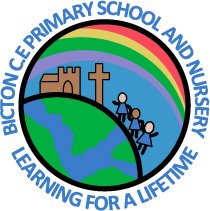 BICTON C.E PRIMARY SCHOOL AND NURSERY
LEARNING FOR A LIFETIME